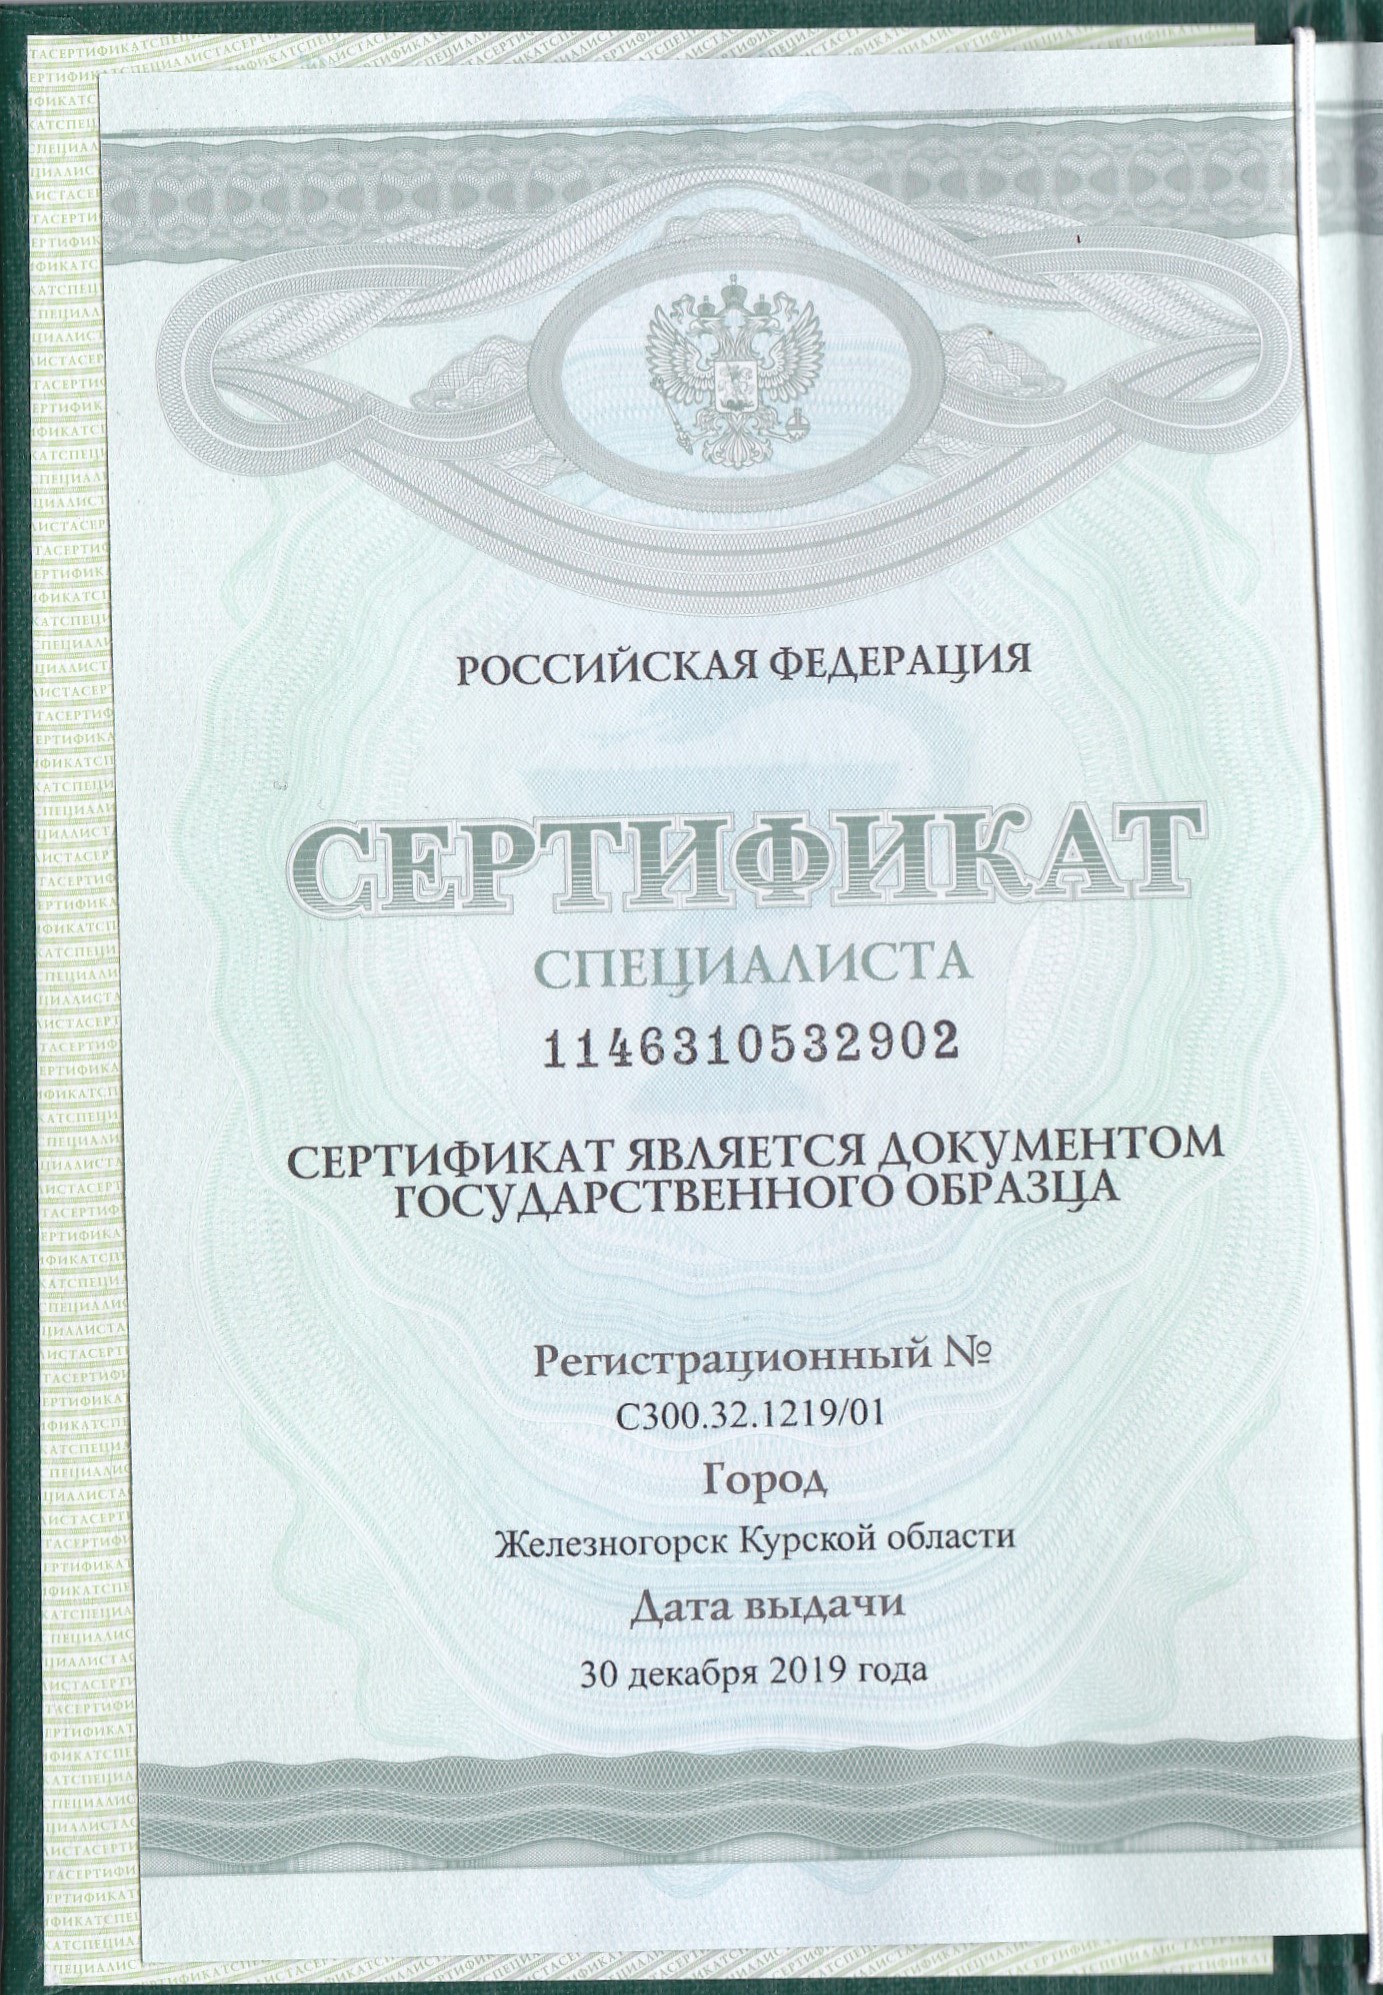 РОССИЙСКАЯ ФЕДЕРАЦИЯ
СЕРТИФИКАТ
СПЕЦИАЛИСТА
1146310532902
СЕРТИФИКАТ ЯВЛЯЕТСЯ ДОКУМЕНТОМ
ГОСУДАРСТВЕННОГО ОБРАЗЦА
Регистрационный №
С300.32.1219/01
Город
Железногорск Курской области
Дата выдачи
30 декабря 2019 года